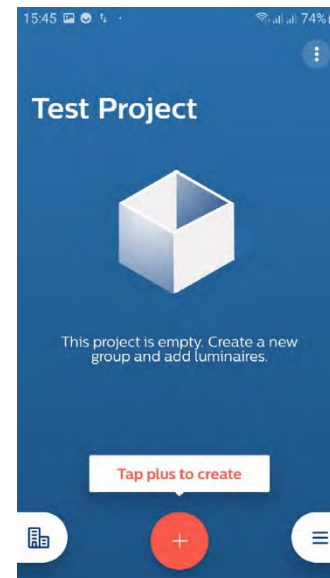 15:45
74%
Test Project
This project is empty. Create a new
group and add luminaires.
Tap plus to create